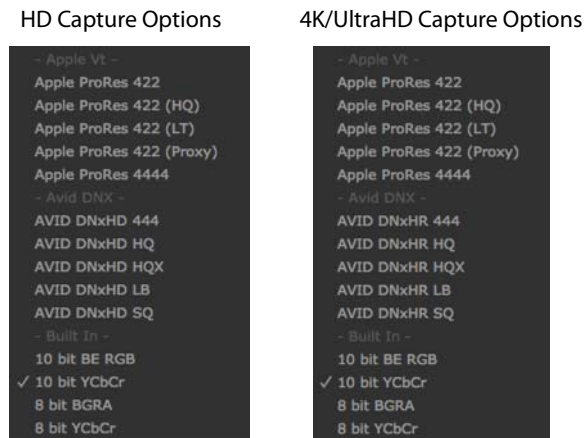 HD Capture Options
- Apple Vt -
Apple ProRes 422
Apple ProRes 422 (HQ)
Apple ProRes 422 (LT)
Apple ProRes 422 (Proxy)
Apple ProRes 4444
- Avid DNX -
AVID DNxHD 444
AVID DNxHD HQ
AVID DNxHD HQX
AVID DNxHD LB
AVID DNxHD SQ
- Built In -
10 bit BE RGB
✓ 10 bit YCbCr
8 bit BGRA
8 bit YCbCr
4K/UltraHD Capture Options
- Apple Vt -
Apple ProRes 422
Apple ProRes 422 (HQ)
Apple ProRes 422 (LT)
Apple ProRes 422 (Proxy)
Apple ProRes 4444
- Avid DNX -
AVID DNxHR 444
AVID DNxHR HQ
AVID DNxHR HQX
AVID DNxHR LB
AVID DNxHR SQ
- Built In -
10 bit BE RGB
✓ 10 bit YCbCr
8 bit BGRA
8 bit YCbCr